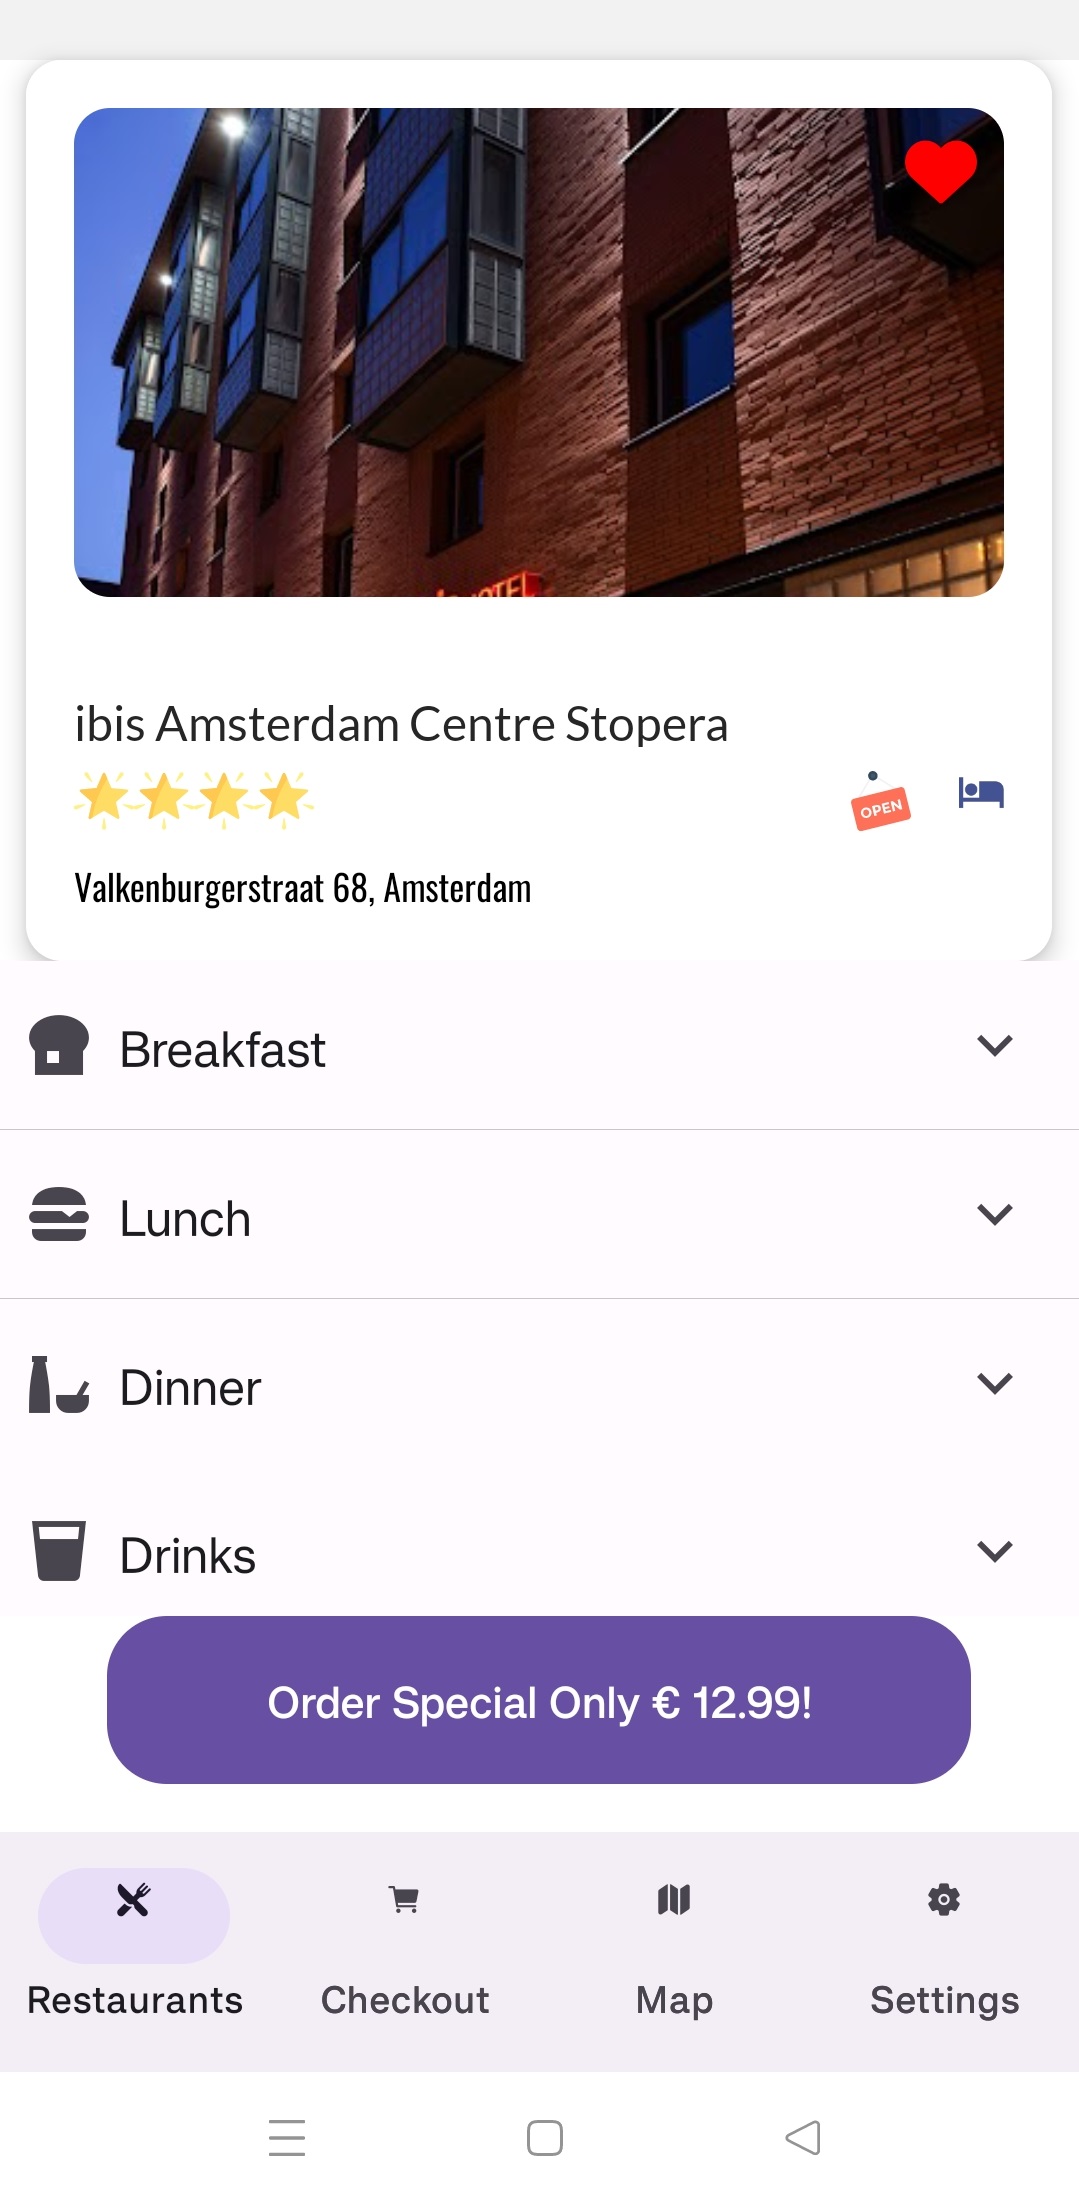 HOTEL
ibis Amsterdam Centre Stopera
OPEN
Valkenburgerstraat 68, Amsterdam
Breakfast
Lunch
Dinner
Drinks
Order Special Only € 12.99!
Restaurants
Checkout
Map
Settings